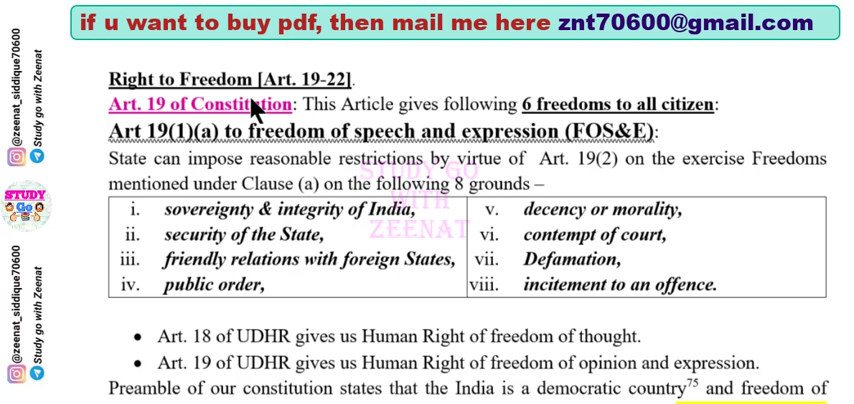 if u want to buy pdf, then mail me here znt70600@gmail.com
@zeenat_siddique70600
Study go with Zeenat
STUDY
Go
@zeenat_siddique70600
Study go with Zeenat
Right to Freedom [Art. 19-22].
Art. 19 of Constitution: This Article gives following 6 freedoms to all citizen:
Art 19(1)(a) to freedom of speech and expression (FOS&E):
State can impose reasonable restrictions by virtue of Art. 19(2) on the exercise Freedoms
mentioned under Clause (a) on the following 8 grounds –
STUDY GO
WITH
ZEENAT
i. sovereignty & integrity of India,
ii. security of the State,
iii. friendly relations with foreign States,
iv. public order,
v. decency or morality,
vi. contempt of court,
vii. Defamation,
viii. incitement to an offence.
• Art. 18 of UDHR gives us Human Right of freedom of thought.
• Art. 19 of UDHR gives us Human Right of freedom of opinion and expression.
Preamble of our constitution states that the India is a democratic country75 and freedom of